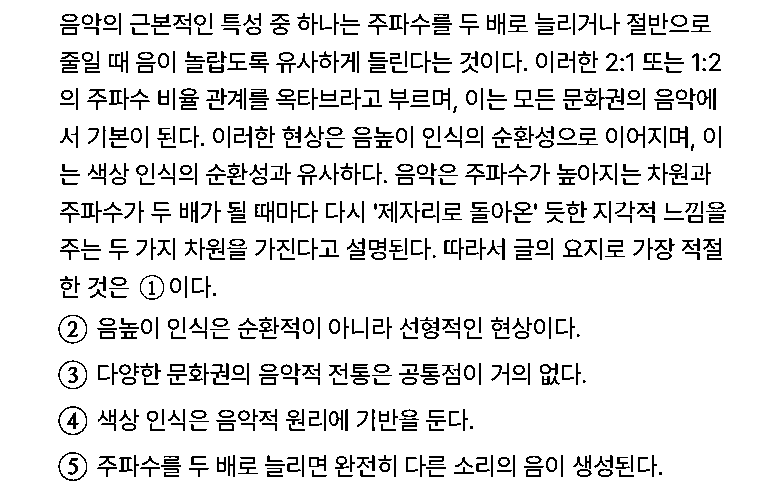 음악의 근본적인 특성 중 하나는 주파수를 두 배로 늘리거나 절반으로
줄일 때 음이 놀랍도록 유사하게 들린다는 것이다. 이러한 2:1 또는 1:2
의 주파수 비율 관계를 옥타브라고 부르며, 이는 모든 문화권의 음악에
서 기본이 된다. 이러한 현상은 음높이 인식의 순환성으로 이어지며, 이
는 색상 인식의 순환성과 유사하다. 음악은 주파수가 높아지는 차원과
주파수가 두 배가 될 때마다 다시 '제자리로 돌아온' 듯한 지각적 느낌을
주는 두 가지 차원을 가진다고 설명된다. 따라서 글의 요지로 가장 적절
한 것은 ①이다.
② 음높이 인식은 순환적이 아니라 선형적인 현상이다.
③ 다양한 문화권의 음악적 전통은 공통점이 거의 없다.
④ 색상 인식은 음악적 원리에 기반을 둔다.
⑤ 주파수를 두 배로 늘리면 완전히 다른 소리의 음이 생성된다.